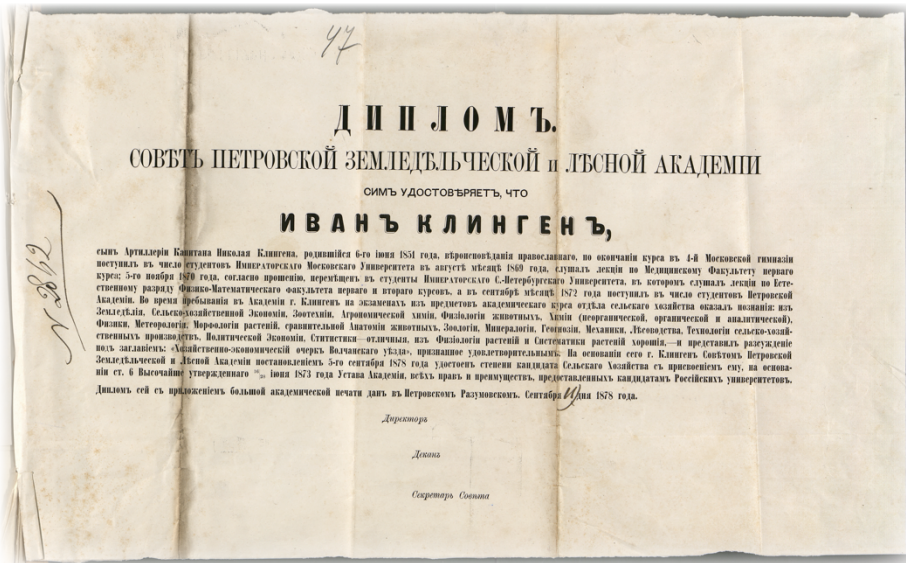 47
ДИПЛОМЪ.
СОВѢТЪ ПЕТРОВСКОЙ ЗЕМЛЕДѢЛЬЧЕСКОЙ и ЛѢСНОЙ АКАДЕМІИ
СИМЪ УДОСТОВѢРЯЕТЪ, ЧТО
ИВАНЪ КЛИНГЕНЪ,
сынъ Артиллеріи Капитана Николая Клингена, родившійся 6-го іюня 1851 года, вѣроисповѣданія православнаго, по окончаніи курса въ 4-й Московской гимназіи
поступилъ въ число студентовъ Императорскаго Московскаго Университета въ августѣ мѣсяцѣ 1869 года, слушалъ лекціи по Медицинскому Факультету перваго
курса; 5-го ноября 1870 года, согласно прошенію, перемѣщенъ въ студенты Императорскаго С.-Петербургскаго Университета, въ которомъ слушалъ лекціи по Есте-
ственному разряду Физико-Математическаго факультета перваго и втораго курсовъ, а въ сентябрѣ мѣсяцѣ 1872 года поступилъ въ число студентовъ Петровской
Академіи. Во время пребыванія въ Академіи г. Клингенъ на экзаменахъ изъ предметовъ академическаго курса отдѣла сельскаго хозяйства оказалъ познанія: изъ
Земледѣлія, Сельско-хозяйственной Экономіи, Зоотехніи, Агрономической химіи, Физіологіи животныхъ, Химіи (неорганической, органической и аналитической),
Физики, Метеорологіи, Морфологіи растеній, сравнительной Анатоміи животныхъ, Зоологіи, Минералогіи, Геогнозіи, Механики, Лѣсоводства, Технологіи сельско-хозяй-
ственныхъ производствъ, Политической Экономіи, Статистики—отличныя, изъ Физіологіи растеній и Систематики растеній хорошія,—и представилъ разсужденіе
подъ заглавіемъ: «Хозяйственно-экономическій очеркъ Волчанскаго уѣзда», признанное удовлетворительнымъ. На основаніи сего г. Клингенъ Совѣтомъ Петровской
Земледѣльческой и Лѣсной Академіи постановленіемъ 5-го сентября 1878 года удостоенъ степени кандидата Сельскаго Хозяйства съ присвоеніемъ ему, на основа-
ніи ст. 6 Высочайше утвержденнаго іюня 1873 года Устава Академіи, всѣхъ правъ и преимуществъ, предоставленныхъ кандидатамъ Россійскихъ университетовъ.
Дипломъ сей съ приложеніемъ большой академической печати данъ въ Петровскомъ Разумовскомъ. Сентября дня 1878 года.
Директоръ
Деканъ
Секретарь Совѣта
N 2862